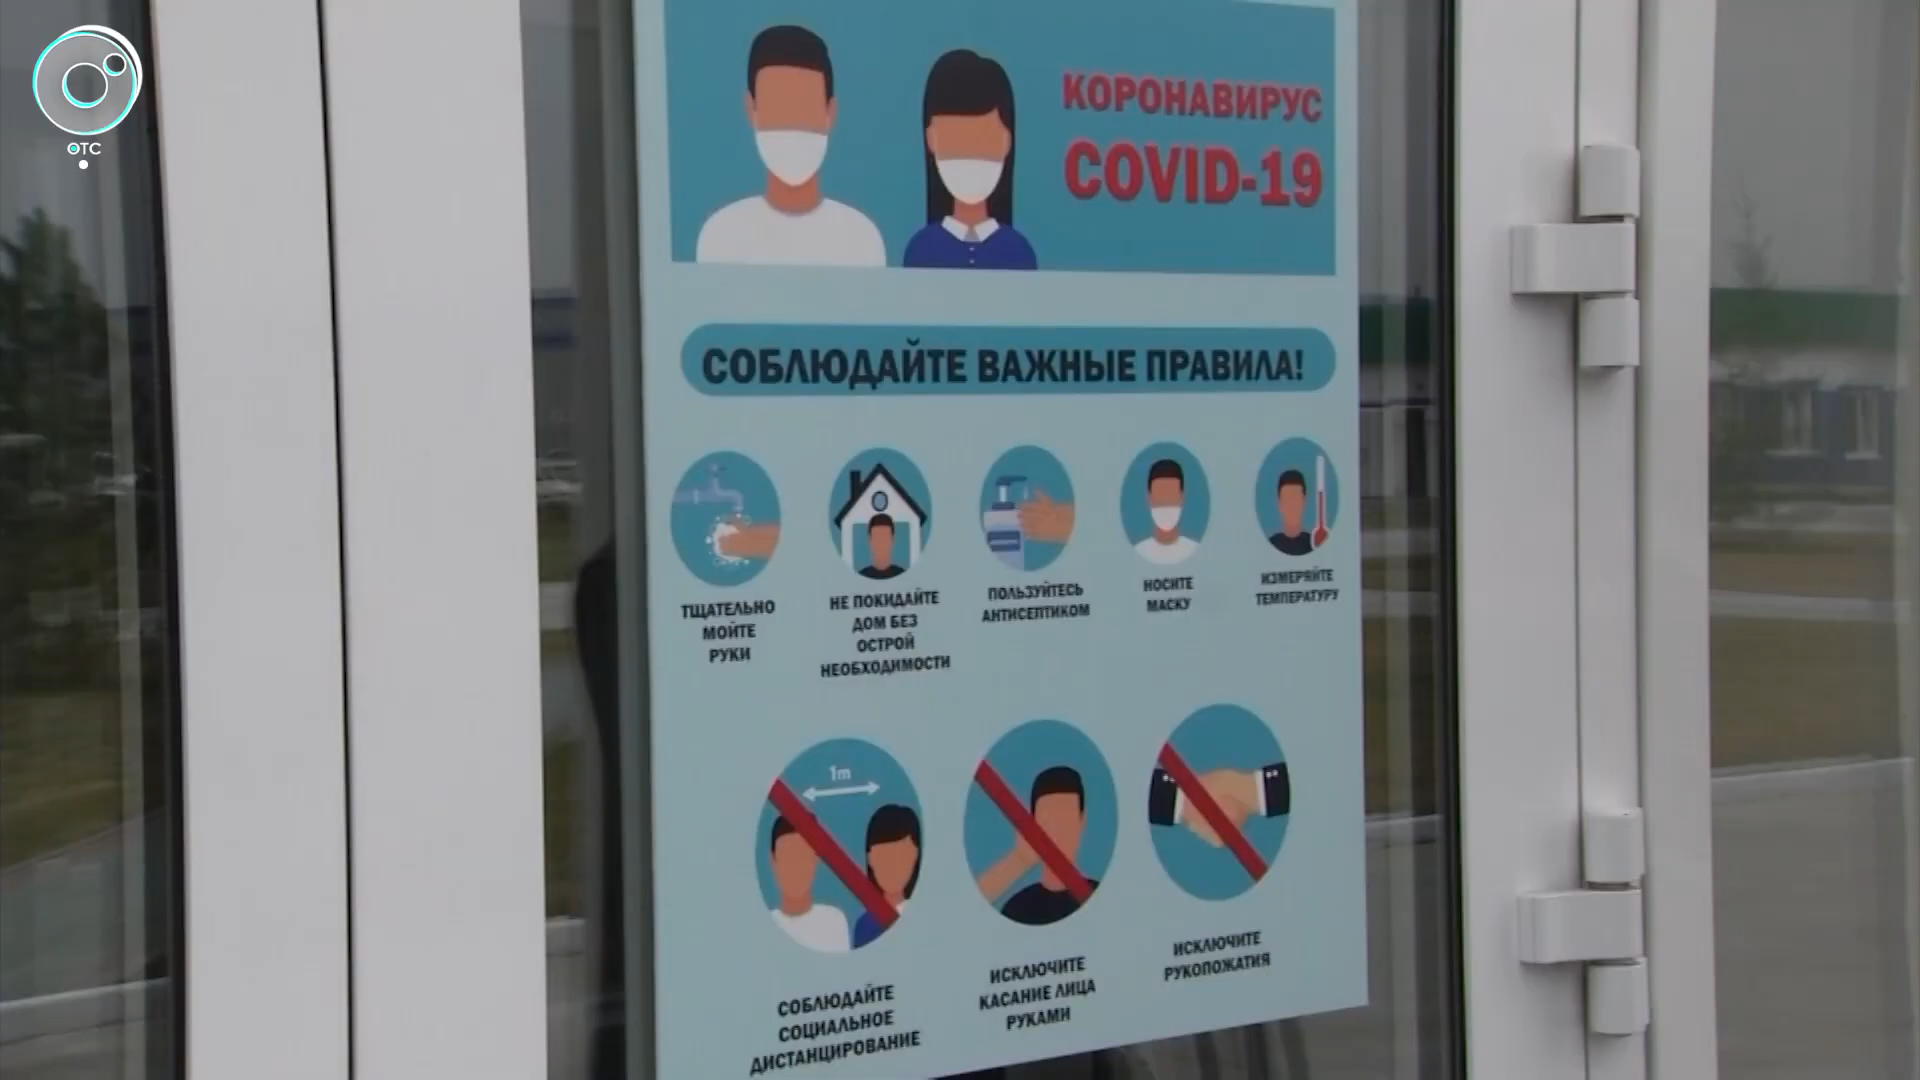 ОТС
КОРОНАВИРУС
COVID-19
СОБЛЮДАЙТЕ ВАЖНЫЕ ПРАВИЛА!
ТЩАТЕЛЬНО
МОЙТЕ
РУКИ
НЕ ПОКИДАЙТЕ
ДОМ БЕЗ
ОСТРОЙ
НЕОБХОДИМОСТИ
ПОЛЬЗУЙТЕСЬ
АНТИСЕПТИКОМ
НОСИТЕ
МАСКУ
ИЗМЕРЯЙТЕ
ТЕМПЕРАТУРУ
1m
СОБЛЮДАЙТЕ
СОЦИАЛЬНОЕ
ДИСТАНЦИРОВАНИЕ
ИСКЛЮЧИТЕ
КАСАНИЕ ЛИЦА
РУКАМИ
ИСКЛЮЧИТЕ
РУКОПОЖАТИЯ